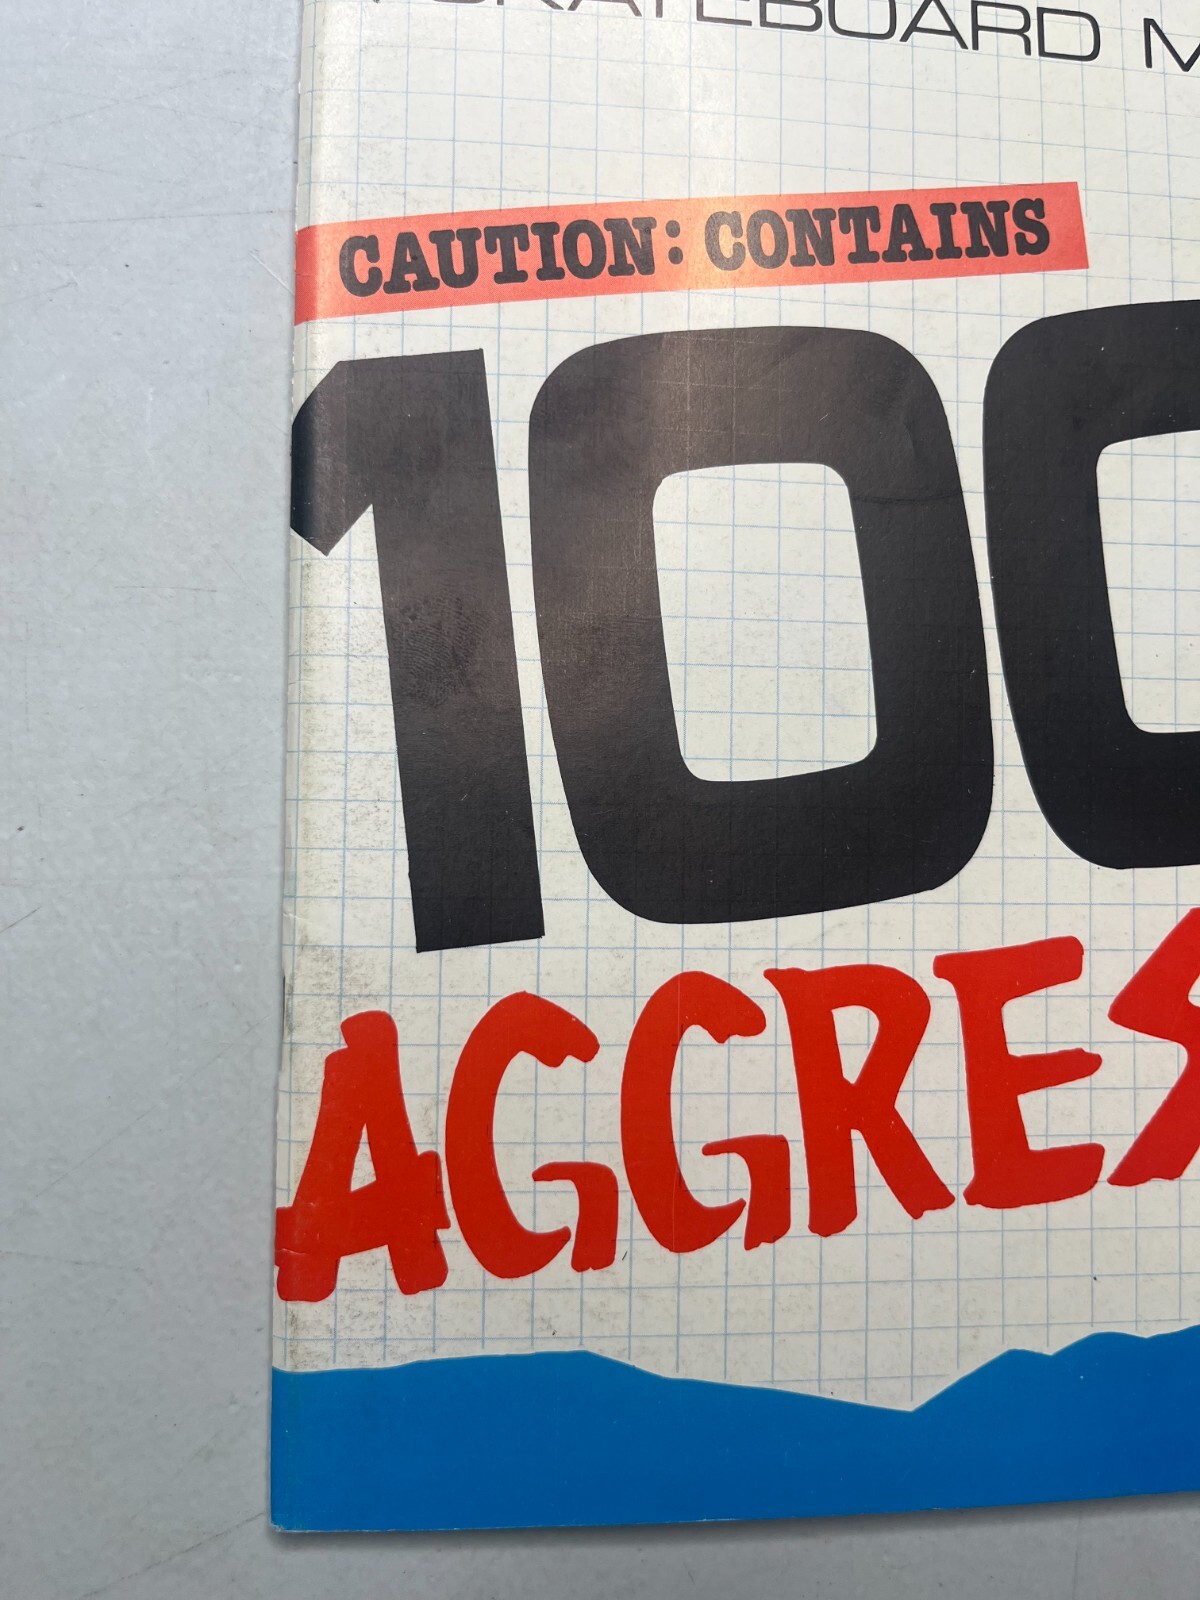 SKATEBOARD M
CAUTION: CONTAINS
100
AGGRES